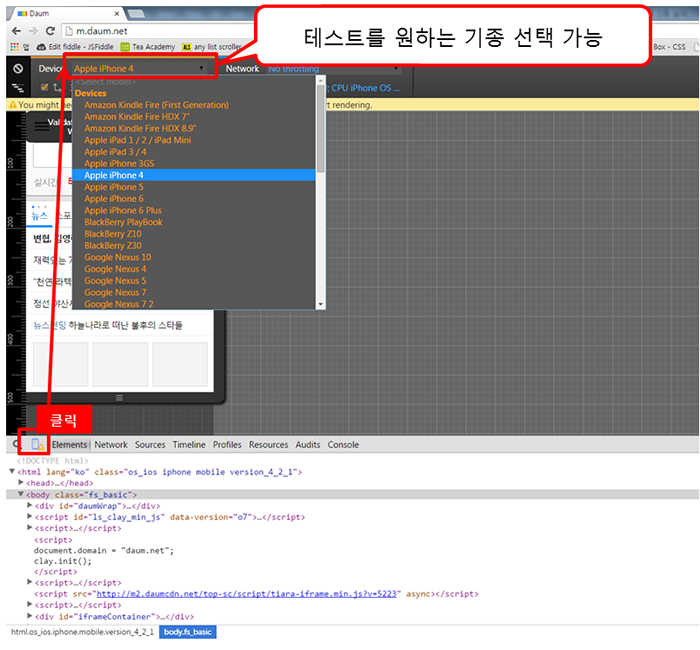 Daum
m.daum.net
테스트를 원하는 기종 선택 가능
Edit fiddle - JSFiddle
Tea Academy
any list scroller
Box - CSS
Apple iPhone 4
Network
No throttling
<Select model>
CPU iPhone OS ...
Devices
You might
rendering.
Amazon Kindle Fire (First Generation)
Amazon Kindle Fire HDX 7"
Amazon Kindle Fire HDX 8.9"
Apple iPad 1 / 2 / iPad Mini
Apple iPad 3 / 4
Apple iPhone 3GS
Apple iPhone 4
Apple iPhone 5
Apple iPhone 6
Apple iPhone 6 Plus
BlackBerry PlayBook
BlackBerry Z10
BlackBerry Z30
Google Nexus 10
Google Nexus 4
Google Nexus 5
Google Nexus 7
Google Nexus 7 2
100
200
300
400
500
실시간
뉴스
변협,
"천연
정선
뉴스펀딩 하늘나라로 떠난 불후의 스타들
클릭
Elements Network Sources Timeline Profiles Resources Audits Console
<!DOCTYPE html>
<html lang="ko" class="os_ios iphone mobile version_4_2_1">
<head>…</head>
<body class="fs_basic">
<div id="daumWrap">…</div>
<script id="ls_clay_min_js" data-version="o7">…</script>
<script>…</script>
<script>
document.domain = "daum.net";
clay.init();
</script>
<script>…</script>
<script src="http://m2.daumcdn.net/top-sc/script/tiara-iframe.min.js?v=5223" async></script>
<script>…</script>
<div id="iframeContainer">…</div>
html.os_ios.iphone.mobile.version_4_2_1 body.fs_basic